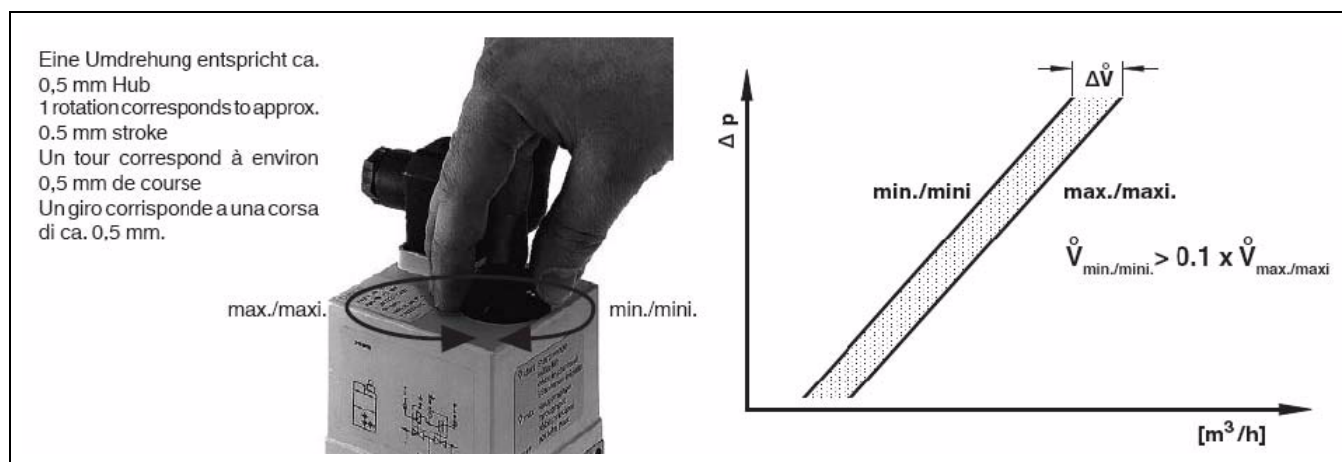 Eine Umdrehung entspricht ca.
0,5 mm Hub
1 rotation corresponds to approx.
0.5 mm stroke
Un tour correspond à environ
0,5 mm de course
Un giro corrisponde a una corsa
di ca. 0,5 mm.
max./maxi.
min./mini.
ΔV̊
Δ p
min./mini
max./maxi.
V̊min./mini.> 0.1 x V̊max./maxi
[m³/h]